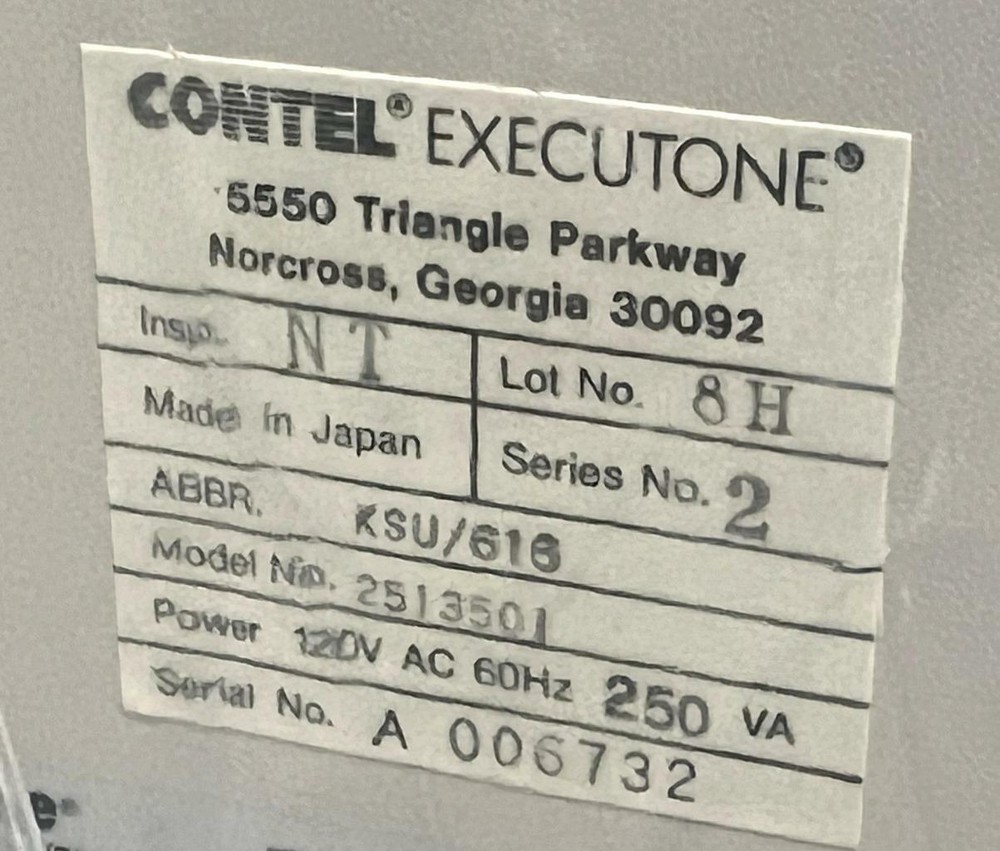 CONTEL® EXECUTONE®
5550 Triangle Parkway
Norcross, Georgia 30092
Insp. NT Lot No. 8H
Made in Japan Series No. 2
ABBR. KSU/616
Model No. 2513501
Power 120V AC 60Hz 250 VA
Serial No. A 006732